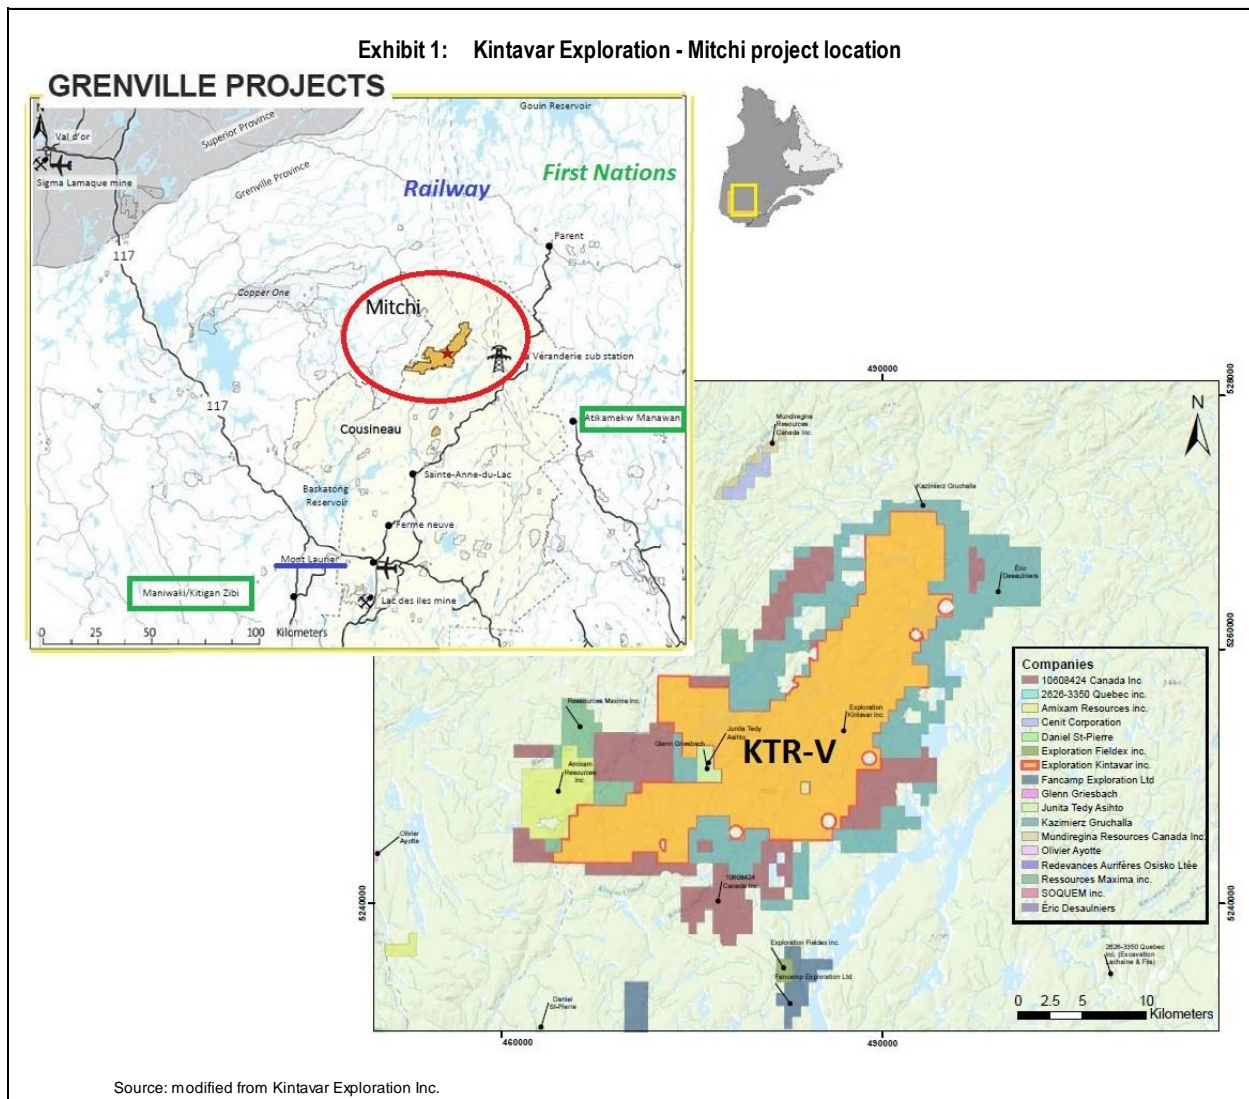 Exhibit 1: Kintavar Exploration - Mitchi project location
GRENVILLE PROJECTS
Gouin Reservoir
Val d'or
Superior Province
Sigma Lamaque mine
Grenville Province
Railway
First Nations
Parent
117
Copper One
Mitchi
Véranderie sub station
117
Atikamekw Manawan
Cousineau
Sainte-Anne-du-Lac
Baskatong
Reservoir
Ferme neuve
Mont Laurier
Maniwaki/Kitigan Zibi
Lac des iles mine
0 25 50 100
Kilometers
490000
528000
N
Mundiregina
Resources
Canada Inc.
Kazimierz Gruchalla
Éric
Desaulniers
5260000
Ressources Maxima inc.
Exploration
Kintavar inc.
Junita Tedy
Asihto
Glenn Griesbach
KTR-V
Amixam
Resources
inc.
Olivier
Ayotte
10608424
Canada Inc
5240000
5240000
Exploration Fieldex inc.
Fancamp Exploration Ltd
2626-3350 Quebec
inc. (Excavation
Lachaine & Fils)
Daniel
St-Pierre
Companies
10608424 Canada Inc
2626-3350 Quebec inc.
Amixam Resources inc.
Cenit Corporation
Daniel St-Pierre
Exploration Fieldex inc.
Exploration Kintavar inc.
Fancamp Exploration Ltd
Glenn Griesbach
Junita Tedy Asihto
Kazimierz Gruchalla
Mundiregina Resources Canada Inc.
Olivier Ayotte
Redevances Aurifères Osisko Ltée
Ressources Maxima inc.
SOQUEM inc.
Éric Desaulniers
0 2.5 5 10
Kilometers
460000
490000
Source: modified from Kintavar Exploration Inc.